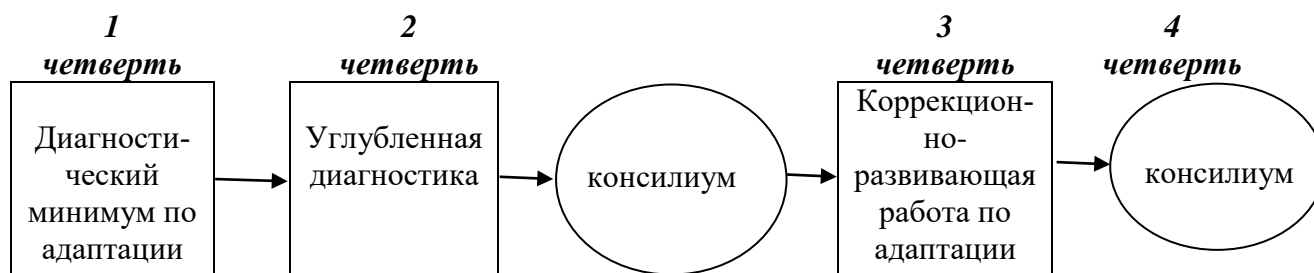 1
четверть
2
четверть
3
четверть
4
четверть
Диагности-
ческий
минимум по
адаптации
Углубленная
диагностика
консилиум
Коррекцион-
но-
развивающая
работа по
адаптации
консилиум